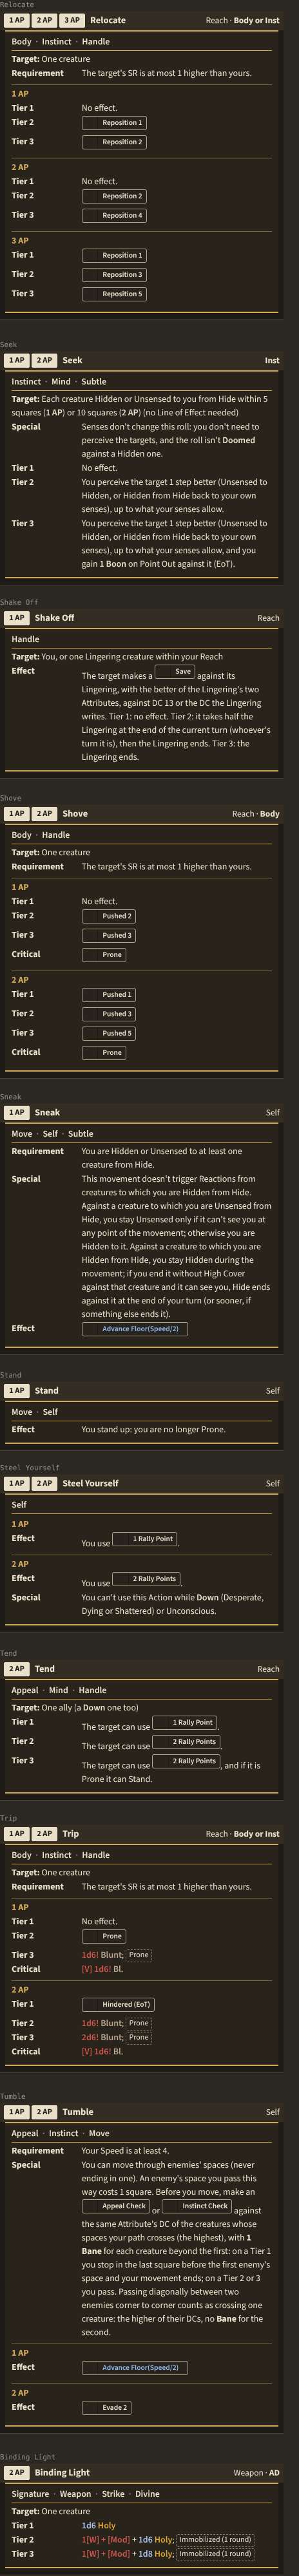 Relocate
1 AP 2 AP 3 AP Relocate Reach · Body or Inst
Body · Instinct · Handle
Target: One creature
Requirement The target's SR is at most 1 higher than yours.
1 AP
Tier 1 No effect.
Tier 2 Reposition 1
Tier 3 Reposition 2
2 AP
Tier 1 No effect.
Tier 2 Reposition 2
Tier 3 Reposition 4
3 AP
Tier 1 Reposition 1
Tier 2 Reposition 3
Tier 3 Reposition 5
Seek
1 AP 2 AP Seek Inst
Instinct · Mind · Subtle
Target: Each creature Hidden or Unsensed to you from Hide within 5
squares (1 AP) or 10 squares (2 AP) (no Line of Effect needed)
Special Senses don't change this roll: you don't need to
perceive the targets, and the roll isn't Doomed
against a Hidden one.
Tier 1 No effect.
Tier 2 You perceive the target 1 step better (Unsensed to
Hidden, or Hidden from Hide back to your own
senses), up to what your senses allow.
Tier 3 You perceive the target 1 step better (Unsensed to
Hidden, or Hidden from Hide back to your own
senses), up to what your senses allow, and you
gain 1 Boon on Point Out against it (EoT).
Shake Off
1 AP Shake Off Reach
Handle
Target: You, or one Lingering creature within your Reach
Effect The target makes a Save against its
Lingering, with the better of the Lingering's two
Attributes, against DC 13 or the DC the Lingering
writes. Tier 1: no effect. Tier 2: it takes half the
Lingering at the end of the current turn (whoever's
turn it is), then the Lingering ends. Tier 3: the
Lingering ends.
Shove
1 AP 2 AP Shove Reach · Body
Body · Handle
Target: One creature
Requirement The target's SR is at most 1 higher than yours.
1 AP
Tier 1 No effect.
Tier 2 Pushed 2
Tier 3 Pushed 3
Critical Prone
2 AP
Tier 1 Pushed 1
Tier 2 Pushed 3
Tier 3 Pushed 5
Critical Prone
Sneak
1 AP Sneak Self
Move · Self · Subtle
Requirement You are Hidden or Unsensed to at least one
creature from Hide.
Special This movement doesn't trigger Reactions from
creatures to which you are Hidden from Hide.
Against a creature to which you are Unsensed from
Hide, you stay Unsensed only if it can't see you at
any point of the movement; otherwise you are
Hidden to it. Against a creature to which you are
Hidden from Hide, you stay Hidden during the
movement; if you end it without High Cover
against that creature and it can see you, Hide ends
against it at the end of your turn (or sooner, if
something else ends it).
Effect Advance Floor(Speed/2)
Stand
1 AP Stand Self
Move · Self
Effect You stand up: you are no longer Prone.
Steel Yourself
1 AP 2 AP Steel Yourself Self
Self
1 AP
Effect You use 1 Rally Point.
2 AP
Effect You use 2 Rally Points.
Special You can't use this Action while Down (Desperate,
Dying or Shattered) or Unconscious.
Tend
2 AP Tend Reach
Appeal · Mind · Handle
Target: One ally (a Down one too)
Tier 1 The target can use 1 Rally Point.
Tier 2 The target can use 2 Rally Points.
Tier 3 The target can use 2 Rally Points, and if it is
Prone it can Stand.
Trip
1 AP 2 AP Trip Reach · Body or Inst
Body · Instinct · Handle
Target: One creature
Requirement The target's SR is at most 1 higher than yours.
1 AP
Tier 1 No effect.
Tier 2 Prone
Tier 3 1d6! Blunt; Prone
Critical [V] 1d6! Bl.
2 AP
Tier 1 Hindered (EoT)
Tier 2 1d6! Blunt; Prone
Tier 3 2d6! Blunt; Prone
Critical [V] 1d6! Bl.
Tumble
1 AP 2 AP Tumble Self
Appeal · Instinct · Move
Requirement Your Speed is at least 4.
Special You can move through enemies' spaces (never
ending in one). An enemy's space you pass this
way costs 1 square. Before you move, make an
Appeal Check or Instinct Check against
the same Attribute's DC of the creatures whose
spaces your path crosses (the highest), with 1
Bane for each creature beyond the first: on a Tier 1
you stop in the last square before the first enemy's
space and your movement ends; on a Tier 2 or 3
you pass. Passing diagonally between two
enemies corner to corner counts as crossing one
creature: the higher of their DCs, no Bane for the
second.
1 AP
Effect Advance Floor(Speed/2)
2 AP
Effect Evade 2
Binding Light
2 AP Binding Light Weapon · AD
Signature · Weapon · Strike · Divine
Target: One creature
Tier 1 1d6 Holy
Tier 2 1[W] + [Mod] + 1d6 Holy; Immobilized (1 round)
Tier 3 1[W] + [Mod] + 1d8 Holy; Immobilized (1 round)